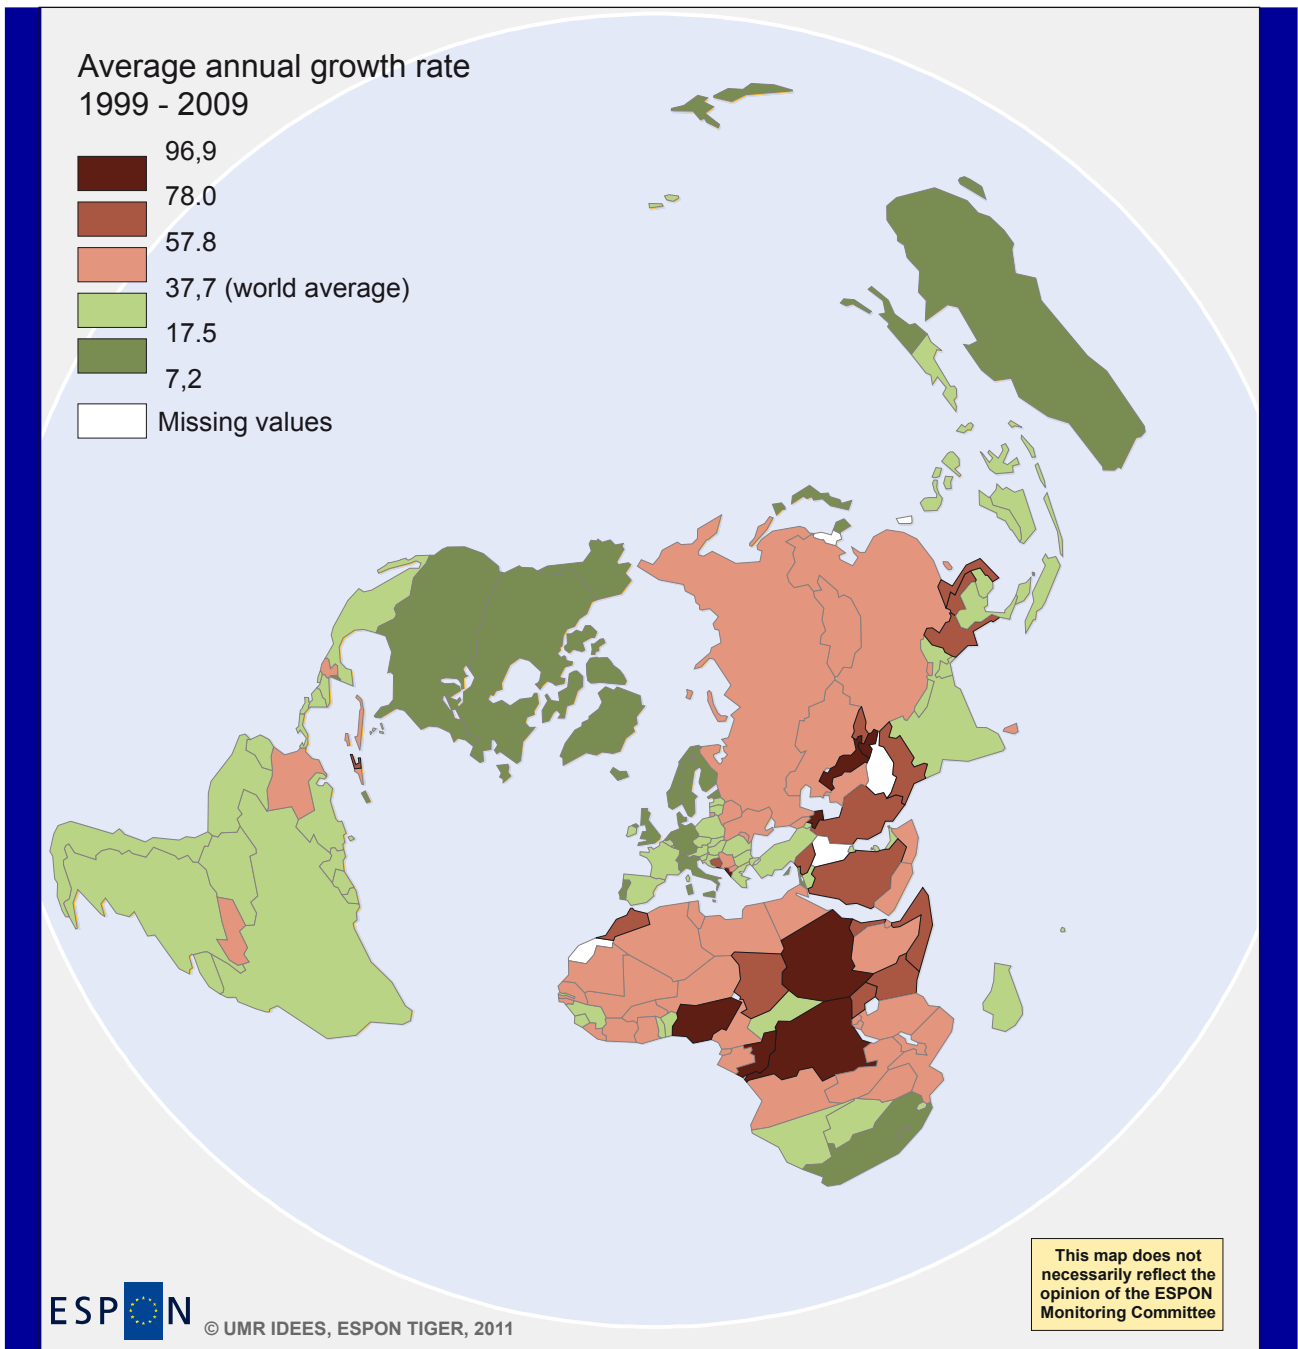 Average annual growth rate
1999 - 2009
96,9
78.0
57.8
37,7 (world average)
17.5
7,2
Missing values
This map does not
necessarily reflect the
opinion of the ESPON
Monitoring Committee
ESPON
© UMR IDEES, ESPON TIGER, 2011